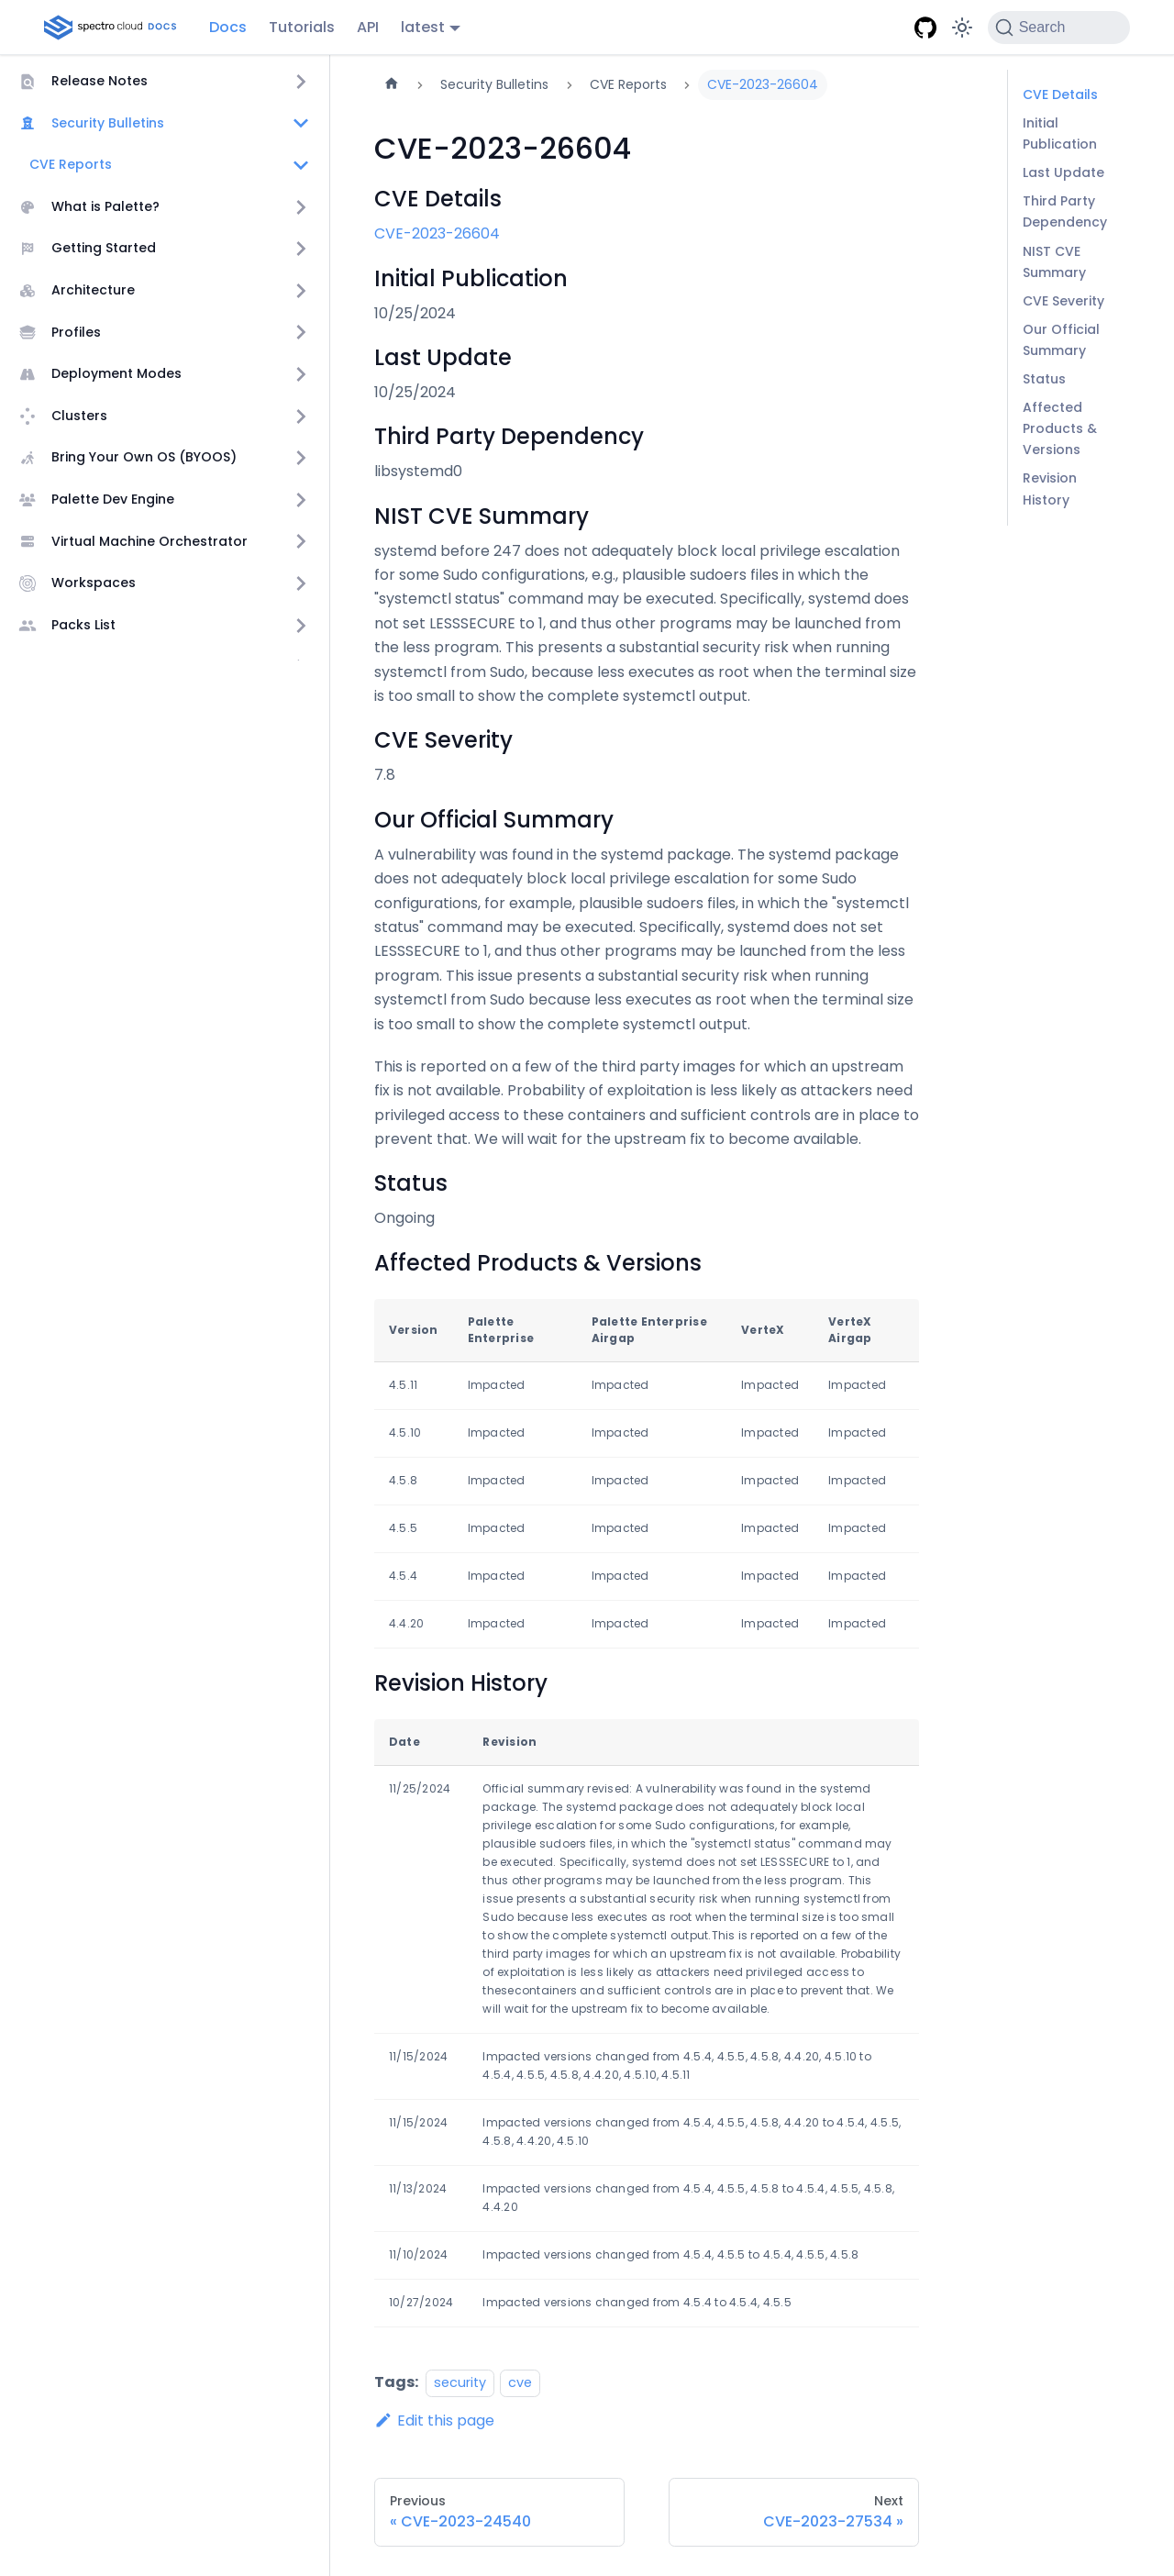 spectro cloud DOCS
Docs
Tutorials
API
latest
Search
Release Notes
Security Bulletins
CVE Reports
What is Palette?
Getting Started
Architecture
Profiles
Deployment Modes
Clusters
Bring Your Own OS (BYOOS)
Palette Dev Engine
Virtual Machine Orchestrator
Workspaces
Packs List
Security Bulletins
CVE Reports
CVE-2023-26604
CVE-2023-26604
CVE Details
CVE-2023-26604
Initial Publication
10/25/2024
Last Update
10/25/2024
Third Party Dependency
libsystemd0
NIST CVE Summary
systemd before 247 does not adequately block local privilege escalation
for some Sudo configurations, e.g., plausible sudoers files in which the
"systemctl status" command may be executed. Specifically, systemd does
not set LESSSECURE to 1, and thus other programs may be launched from
the less program. This presents a substantial security risk when running
systemctl from Sudo, because less executes as root when the terminal size
is too small to show the complete systemctl output.
CVE Severity
7.8
Our Official Summary
A vulnerability was found in the systemd package. The systemd package
does not adequately block local privilege escalation for some Sudo
configurations, for example, plausible sudoers files, in which the "systemctl
status" command may be executed. Specifically, systemd does not set
LESSSECURE to 1, and thus other programs may be launched from the less
program. This issue presents a substantial security risk when running
systemctl from Sudo because less executes as root when the terminal size
is too small to show the complete systemctl output.
This is reported on a few of the third party images for which an upstream
fix is not available. Probability of exploitation is less likely as attackers need
privileged access to these containers and sufficient controls are in place to
prevent that. We will wait for the upstream fix to become available.
Status
Ongoing
Affected Products & Versions
Version Palette Enterprise Palette Enterprise Airgap VerteX VerteX Airgap
4.5.11 Impacted Impacted Impacted Impacted
4.5.10 Impacted Impacted Impacted Impacted
4.5.8 Impacted Impacted Impacted Impacted
4.5.5 Impacted Impacted Impacted Impacted
4.5.4 Impacted Impacted Impacted Impacted
4.4.20 Impacted Impacted Impacted Impacted
Revision History
Date Revision
11/25/2024 Official summary revised: A vulnerability was found in the systemd
package. The systemd package does not adequately block local
privilege escalation for some Sudo configurations, for example,
plausible sudoers files, in which the "systemctl status" command may
be executed. Specifically, systemd does not set LESSSECURE to 1, and
thus other programs may be launched from the less program. This
issue presents a substantial security risk when running systemctl from
Sudo because less executes as root when the terminal size is too small
to show the complete systemctl output.This is reported on a few of the
third party images for which an upstream fix is not available. Probability
of exploitation is less likely as attackers need privileged access to
thesecontainers and sufficient controls are in place to prevent that. We
will wait for the upstream fix to become available.
11/15/2024 Impacted versions changed from 4.5.4, 4.5.5, 4.5.8, 4.4.20, 4.5.10 to
4.5.4, 4.5.5, 4.5.8, 4.4.20, 4.5.10, 4.5.11
11/15/2024 Impacted versions changed from 4.5.4, 4.5.5, 4.5.8, 4.4.20 to 4.5.4, 4.5.5,
4.5.8, 4.4.20, 4.5.10
11/13/2024 Impacted versions changed from 4.5.4, 4.5.5, 4.5.8 to 4.5.4, 4.5.5, 4.5.8,
4.4.20
11/10/2024 Impacted versions changed from 4.5.4, 4.5.5 to 4.5.4, 4.5.5, 4.5.8
10/27/2024 Impacted versions changed from 4.5.4 to 4.5.4, 4.5.5
Tags: security cve
Edit this page
Previous
« CVE-2023-24540
Next
CVE-2023-27534 »
CVE Details
Initial
Publication
Last Update
Third Party
Dependency
NIST CVE
Summary
CVE Severity
Our Official
Summary
Status
Affected
Products &
Versions
Revision
History